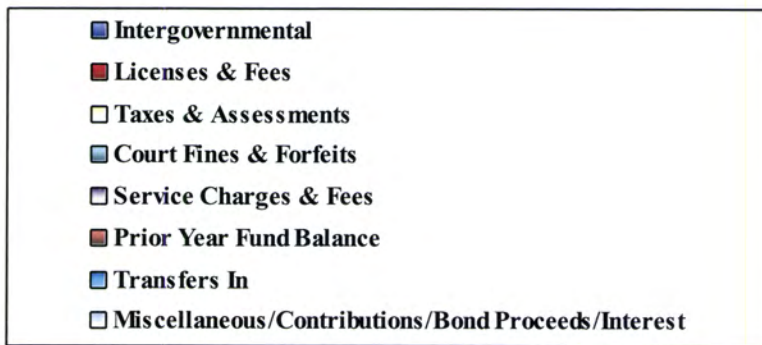 Intergovernmental
Licenses & Fees
Taxes & Assessments
Court Fines & Forfeits
Service Charges & Fees
Prior Year Fund Balance
Transfers In
Miscellaneous/Contributions/Bond Proceeds/Interest